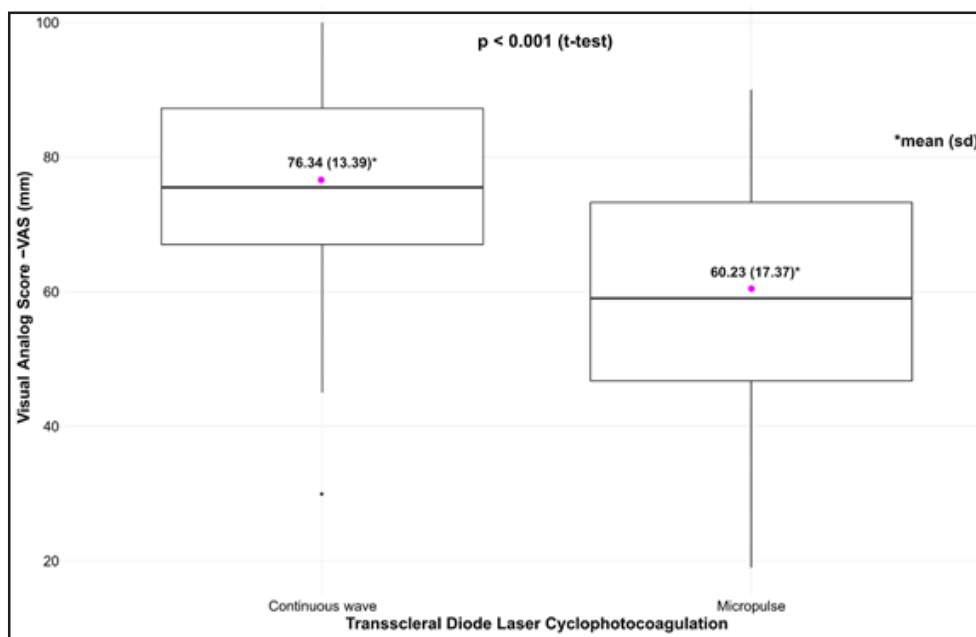 100
p < 0.001 (t-test)
*mean (sd)
80
76.34 (13.39)*
60
60.23 (17.37)*
40
20
Visual Analog Score −VAS (mm)
Continuous wave
Micropulse
Transscleral Diode Laser Cyclophotocoagulation